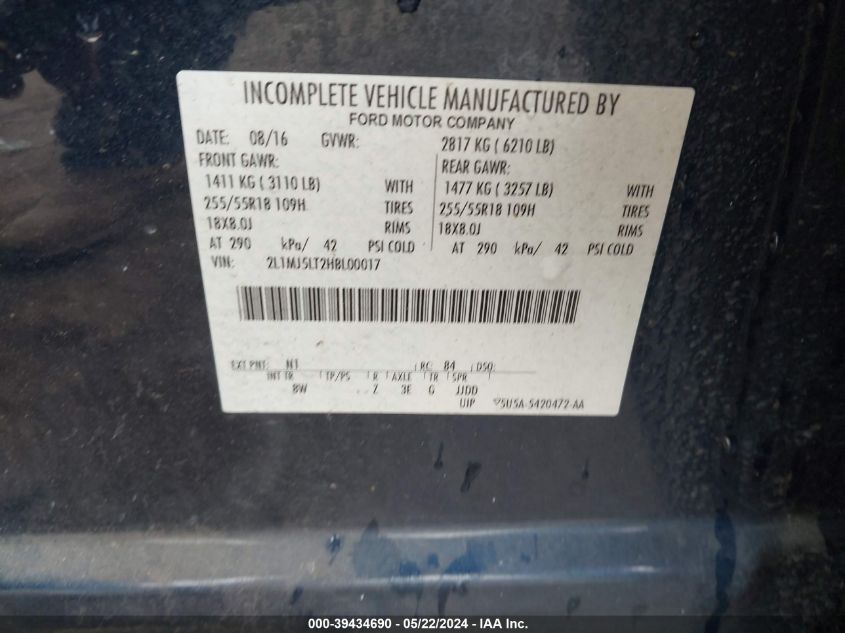 INCOMPLETE VEHICLE MANUFACTURED BY
FORD MOTOR COMPANY
DATE: 08/16 GVWR: 2817 KG ( 6210 LB)
FRONT GAWR: REAR GAWR:
1411 KG ( 3110 LB) WITH 1477 KG ( 3257 LB) WITH
255/55R18 109H TIRES 255/55R18 109H TIRES
18X8.0J RIMS 18X8.0J RIMS
AT 290 kPa/ 42 PSI COLD AT 290 kPa/ 42 PSI COLD
VIN: 2L1MJ5LT2HBL00017
EXT PNT: N1 RC: 84 DSO:
INT TR TP/PS R AXLE TR SPR
8W Z 3E G JJDD
UIP 5U5A-5420472-AA
000-39434690 - 05/22/2024 - IAA Inc.